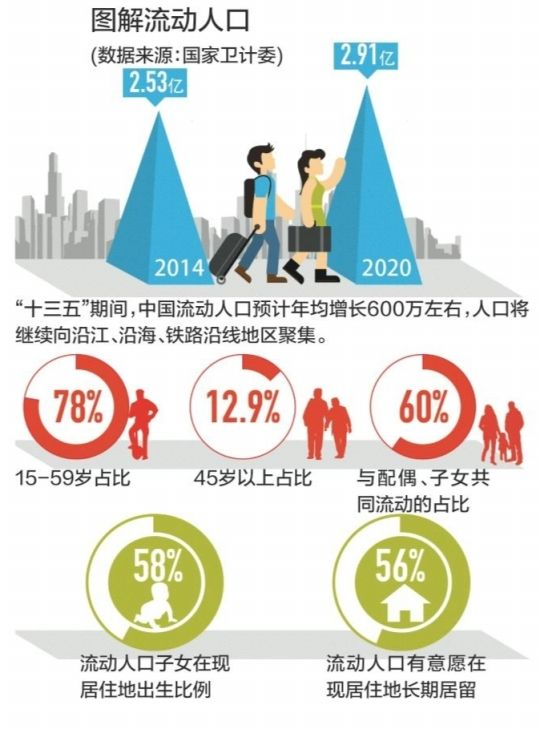 图解流动人口
(数据来源:国家卫计委)
2.53亿
2.91亿
2014
2020
“十三五”期间,中国流动人口预计年均增长600万左右,人口将
继续向沿江、沿海、铁路沿线地区聚集。
78%
12.9%
60%
15-59岁占比
45岁以上占比
与配偶、子女共
同流动的占比
58%
56%
流动人口子女在现
居住地出生比例
流动人口有意愿在
现居住地长期居留